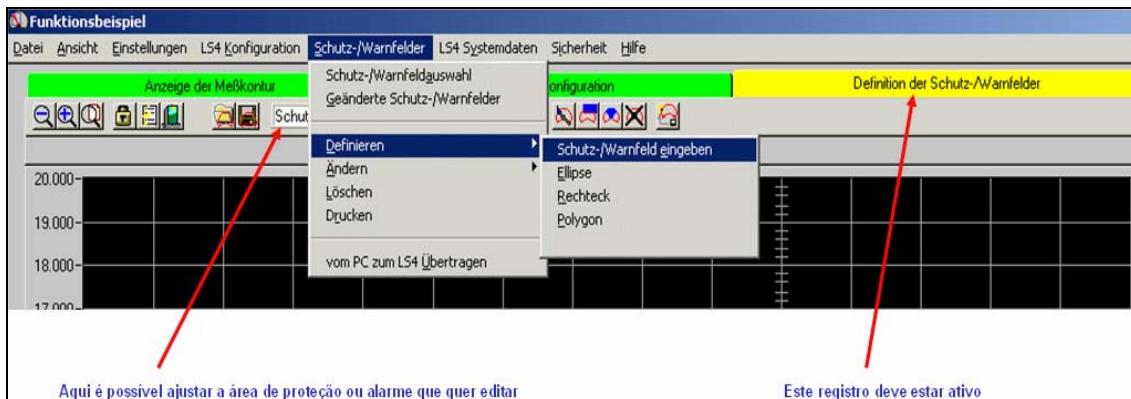 Funktionsbeispiel
Datei Ansicht Einstellungen LS4 Konfiguration Schutz-/Warnfelder LS4 Systemdaten Sicherheit Hilfe
Anzeige der Meßkontur
onfiguration
Definition der Schutz-/Warnfelder
Schut
Schutz-/Warnfeldauswahl
Geänderte Schutz-/Warnfelder
Definieren
Ändern
Löschen
Drucken
vom PC zum LS4 Übertragen
Schutz-/Warnfeld eingeben
Ellipse
Rechteck
Polygon
20.000-
19.000-
18.000-
17.000-
Aqui é possível ajustar a área de proteção ou alarme que quer editar
Este registro deve estar ativo